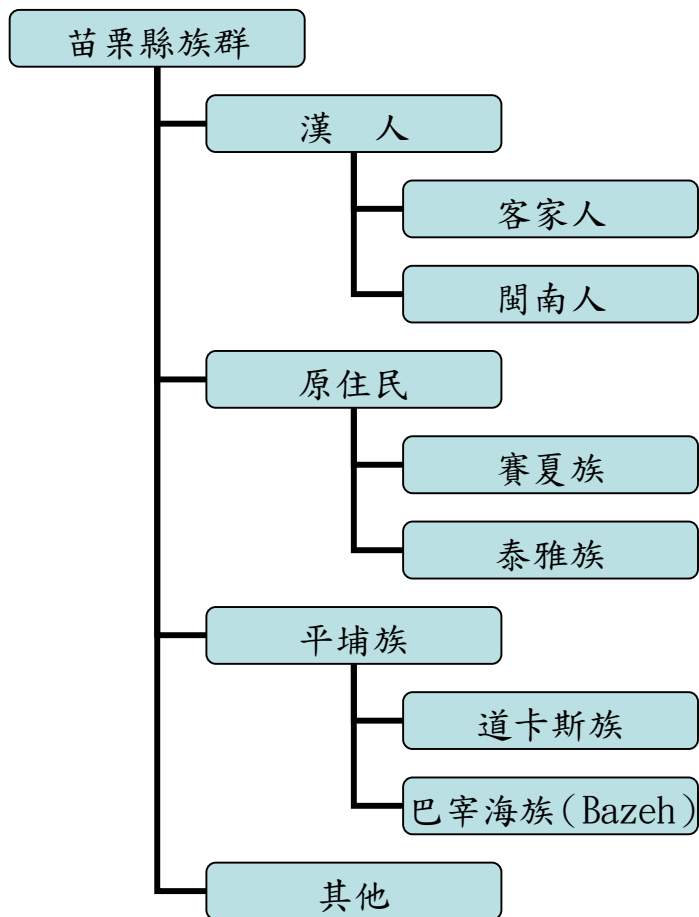 苗栗縣族群
漢　人
客家人
閩南人
原住民
賽夏族
泰雅族
平埔族
道卡斯族
巴宰海族(Bazeh)
其他